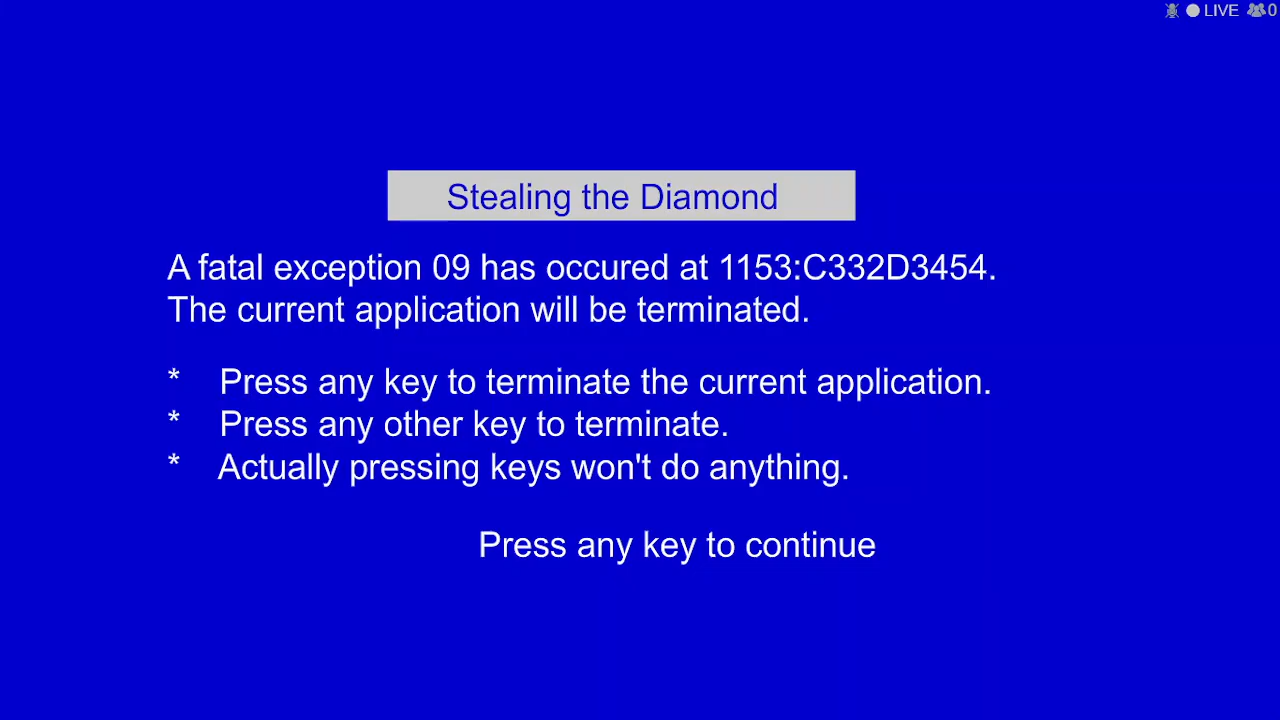 LIVE 0
Stealing the Diamond
A fatal exception 09 has occured at 1153:C332D3454.
The current application will be terminated.
* Press any key to terminate the current application.
* Press any other key to terminate.
* Actually pressing keys won't do anything.
Press any key to continue